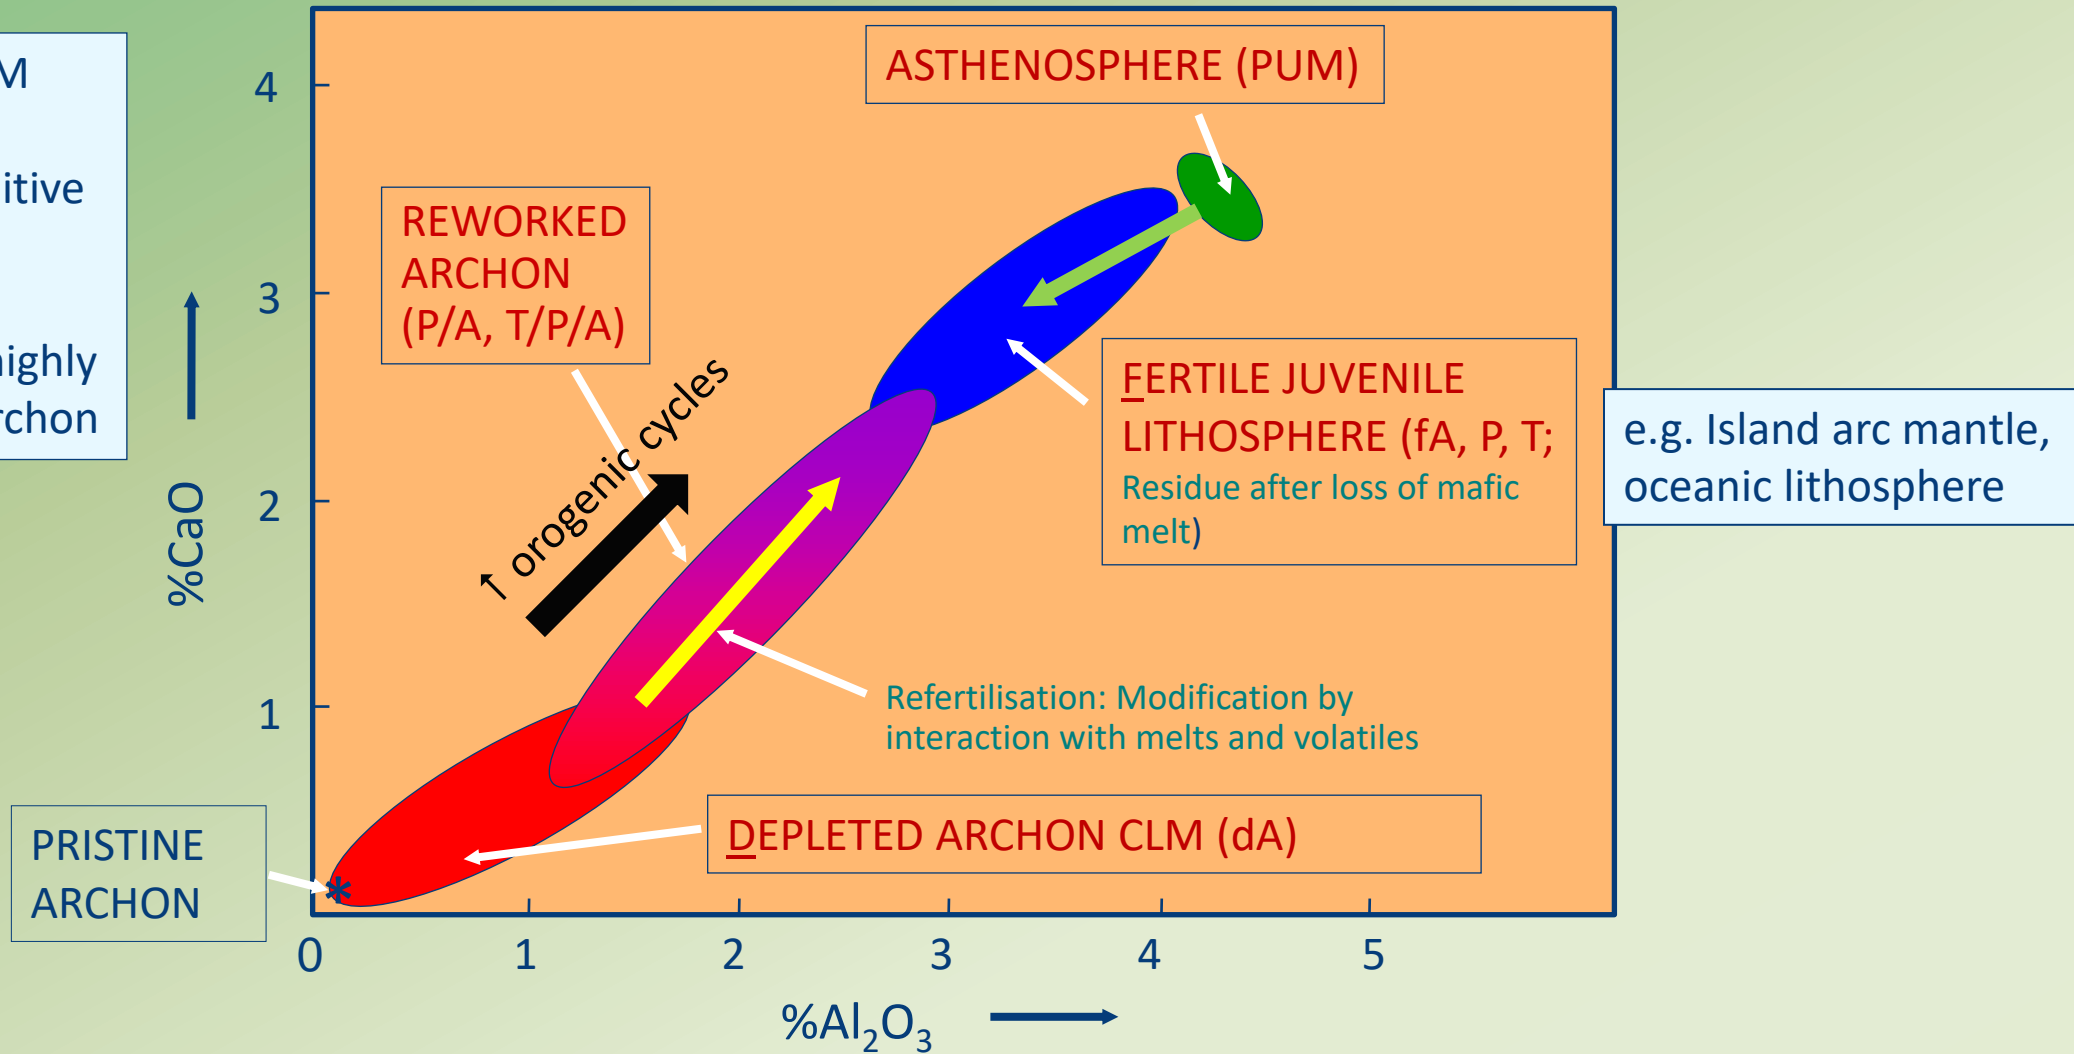 M
itive
highly
rchon
4
3
2
1
%CaO
ASTHENOSPHERE (PUM)
REWORKED
ARCHON
(P/A, T/P/A)
↑ orogenic cycles
FERTILE JUVENILE
LITHOSPHERE (fA, P, T;
Residue after loss of mafic
melt)
e.g. Island arc mantle,
oceanic lithosphere
Refertilisation: Modification by
interaction with melts and volatiles
DEPLETED ARCHON CLM (dA)
PRISTINE
ARCHON
*
0 1 2 3 4 5
%Al₂O₃